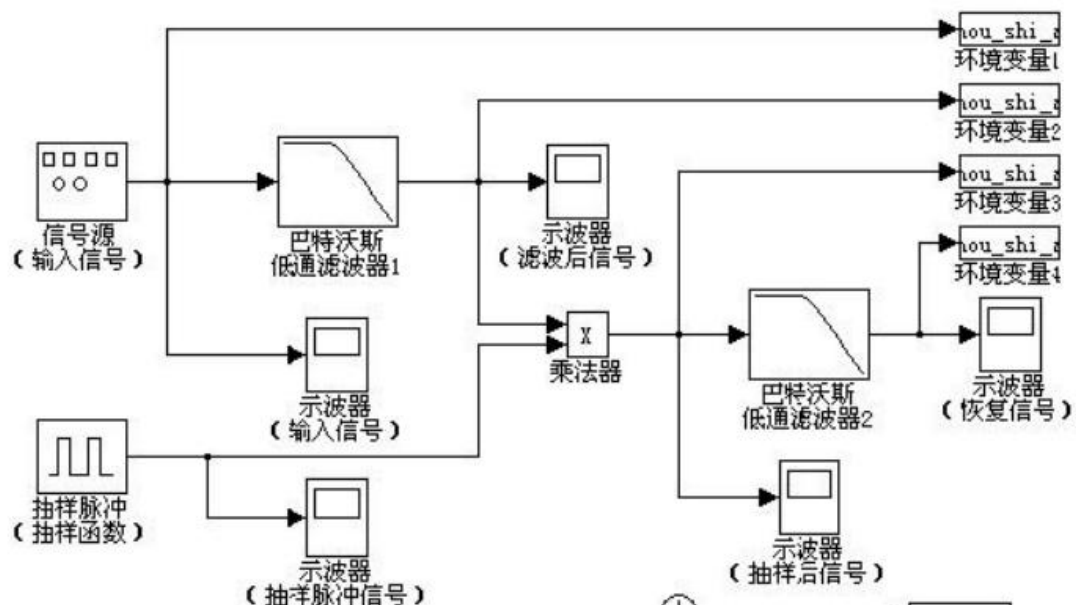 hou_shi_a
环境变量1
hou_shi_a
环境变量2
hou_shi_a
环境变量3
hou_shi_a
环境变量4
信号源
(输入信号)
巴特沃斯
低通滤波器1
示波器
(滤波后信号)
X
乘法器
示波器
(输入信号)
巴特沃斯
低通滤波器2
示波器
(恢复信号)
抽样脉冲
(抽样函数)
示波器
(抽样脉冲信号)
示波器
(抽样后信号)